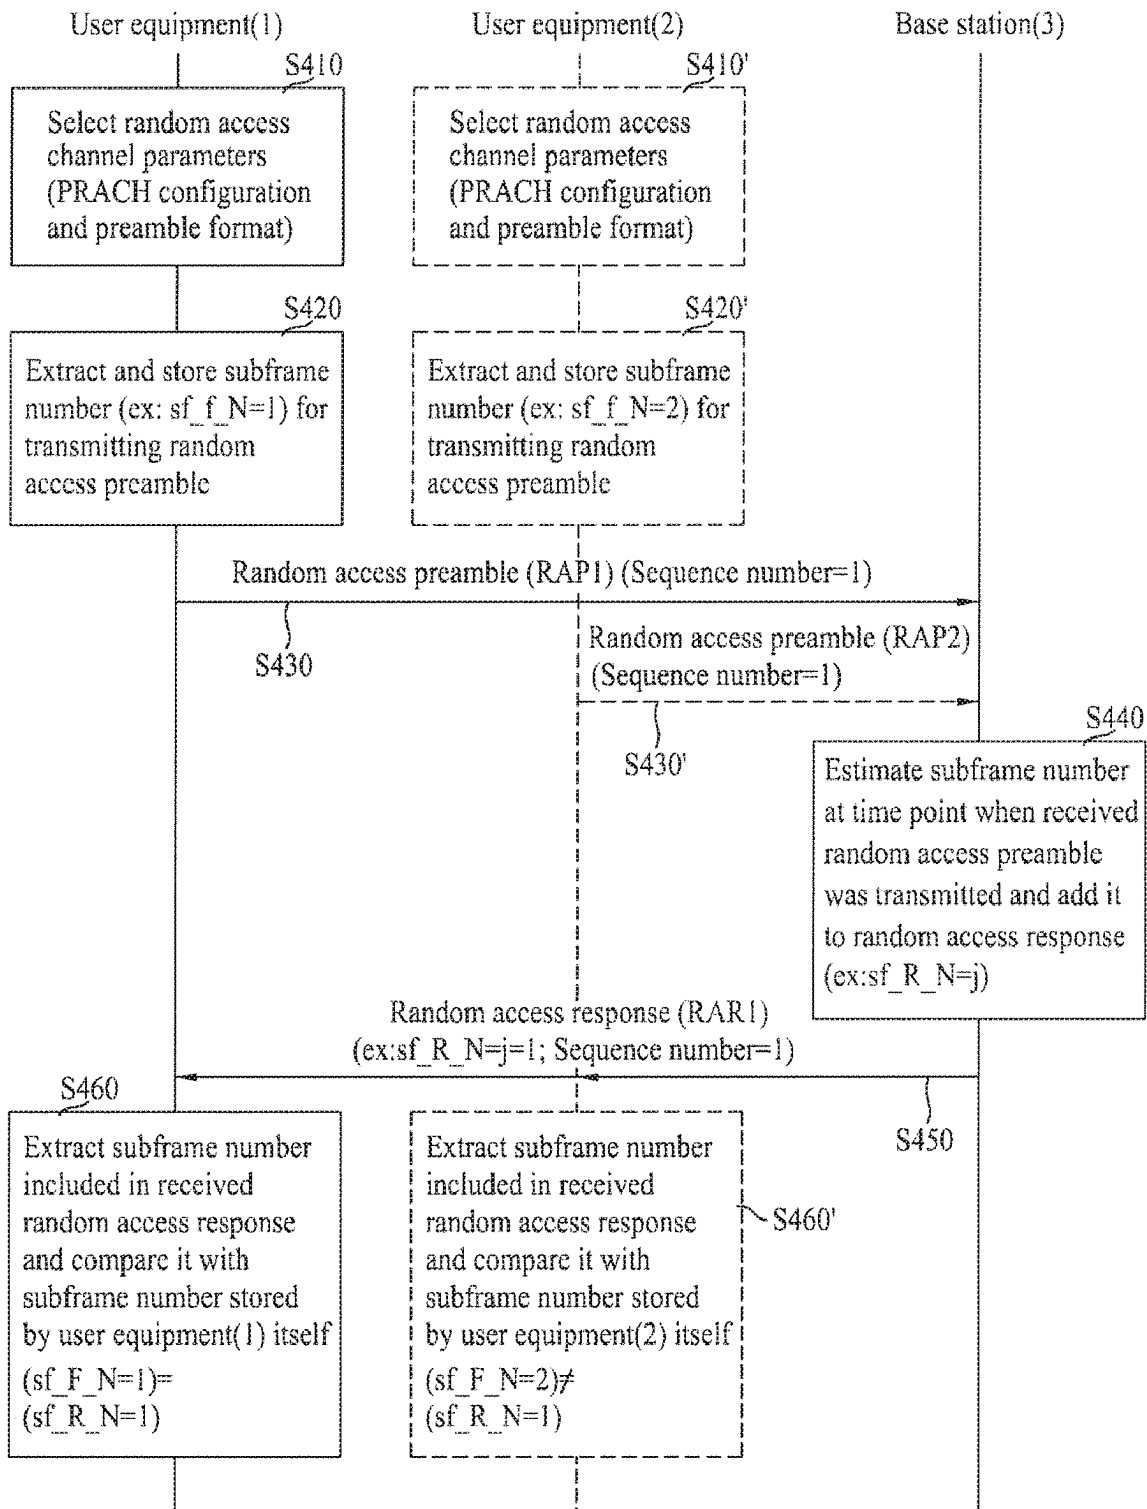 User equipment(1)
User equipment(2)
Base station(3)
S410
Select random access
channel parameters
(PRACH configuration
and preamble format)
S410'
Select random access
channel parameters
(PRACH configuration
and preamble format)
S420
Extract and store subframe
number (ex: sf_f_N=1) for
transmitting random
access preamble
S420'
Extract and store subframe
number (ex: sf_f_N=2) for
transmitting random
access preamble
Random access preamble (RAP1) (Sequence number=1)
S430
Random access preamble (RAP2)
(Sequence number=1)
S430'
S440
Estimate subframe number
at time point when received
random access preamble
was transmitted and add it
to random access response
(ex:sf_R_N=j)
Random access response (RAR1)
(ex:sf_R_N=j=1; Sequence number=1)
S450
S460
Extract subframe number
included in received
random access response
and compare it with
subframe number stored
by user equipment(1) itself
(sf_F_N=1)=
(sf_R_N=1)
Extract subframe number
included in received
random access response
and compare it with
subframe number stored
by user equipment(2) itself
(sf_F_N=2)≠
(sf_R_N=1)
S460'